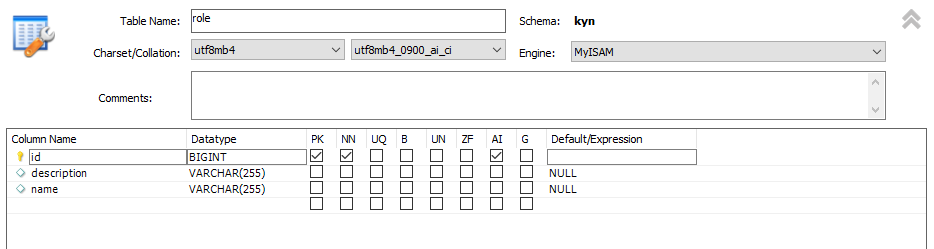 Table Name: role Schema: kyn
Charset/Collation: utf8mb4 utf8mb4_0900_ai_ci Engine: MyISAM
Comments:
Column Name Datatype PK NN UQ B UN ZF AI G Default/Expression
id BIGINT
description VARCHAR(255) NULL
name VARCHAR(255) NULL